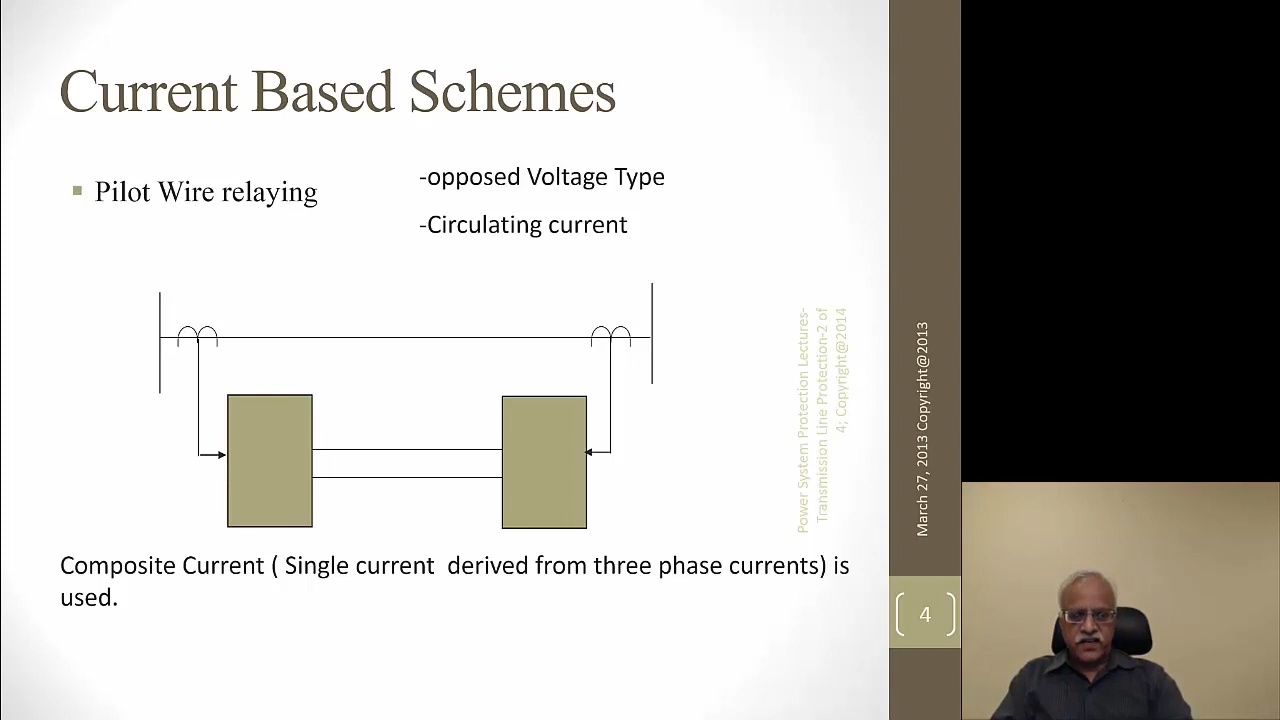 Current Based Schemes
Pilot Wire relaying
-opposed Voltage Type
-Circulating current
Composite Current ( Single current derived from three phase currents) is
used.
Power System Protection Lectures-
Transmission Line Protection-2 of
4; Copyright@2014
March 27, 2013 Copyright@2013
4